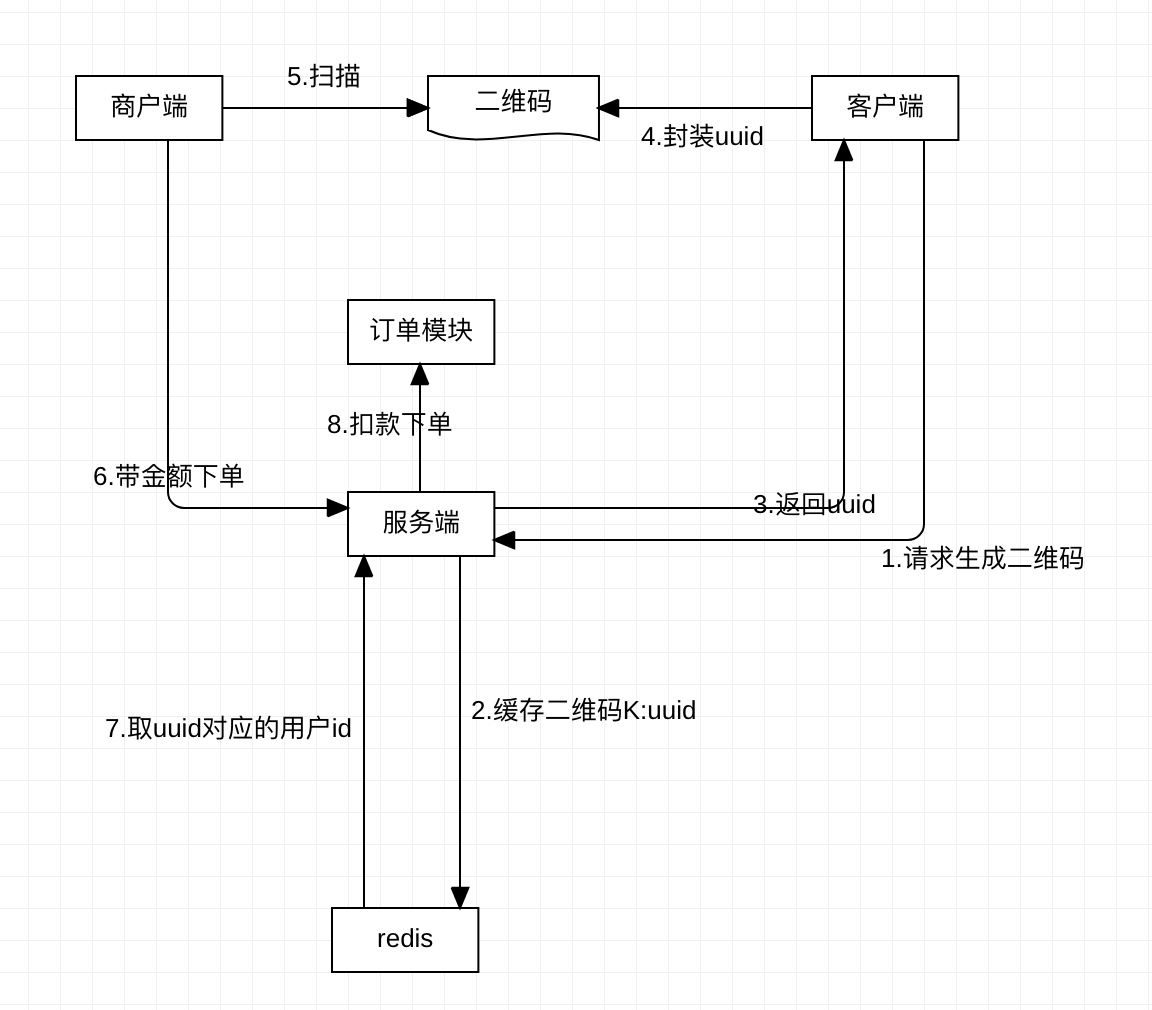 5.扫描
商户端
二维码
客户端
4.封装uuid
订单模块
8.扣款下单
6.带金额下单
3.返回uuid
服务端
1.请求生成二维码
2.缓存二维码K:uuid
7.取uuid对应的用户id
redis